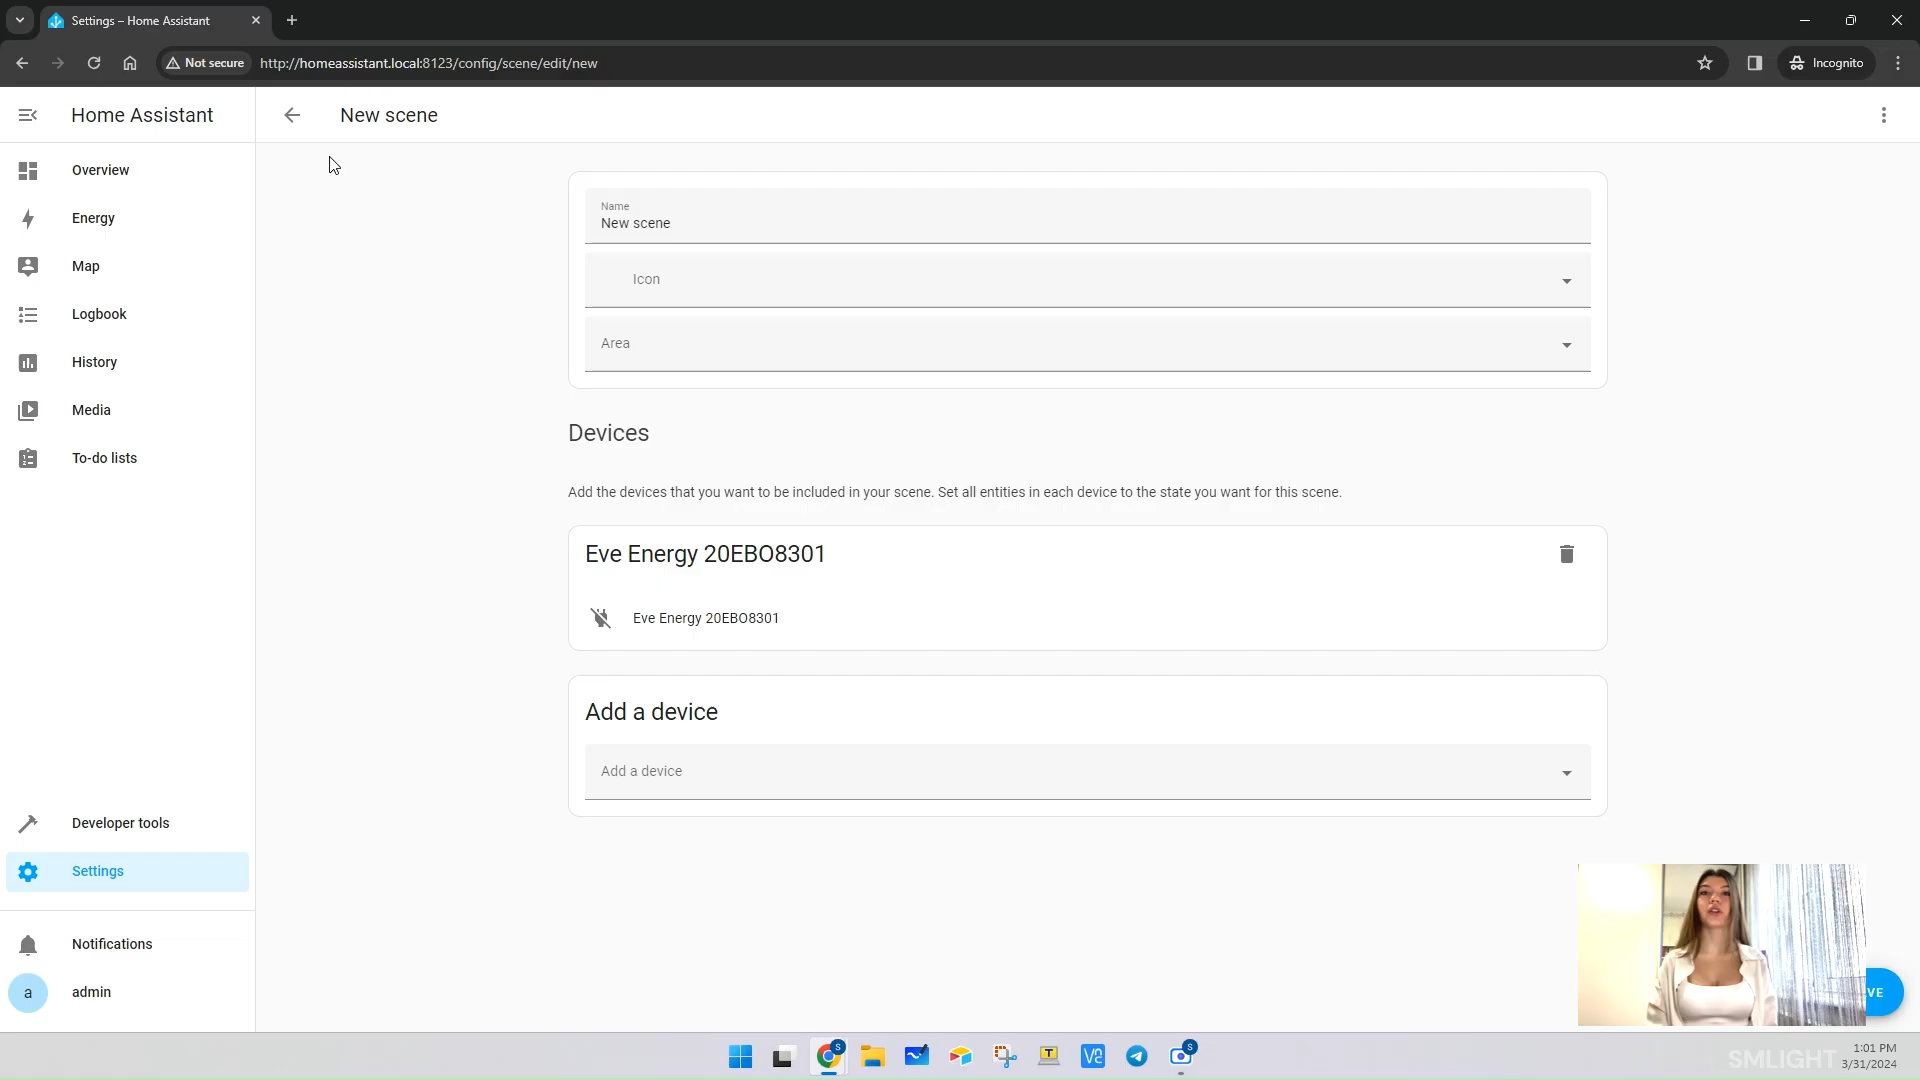 Settings – Home Assistant
Not secure
http://homeassistant.local:8123/config/scene/edit/new
Incognito
Home Assistant
New scene
Overview
Energy
Map
Logbook
History
Media
To-do lists
Developer tools
Settings
Notifications
a
admin
Name
New scene
Icon
Area
Devices
Add the devices that you want to be included in your scene. Set all entities in each device to the state you want for this scene.
Eve Energy 20EBO8301
Eve Energy 20EBO8301
Add a device
Add a device
VE
S
T
S
SMLIGHT
1:01 PM
3/31/2024